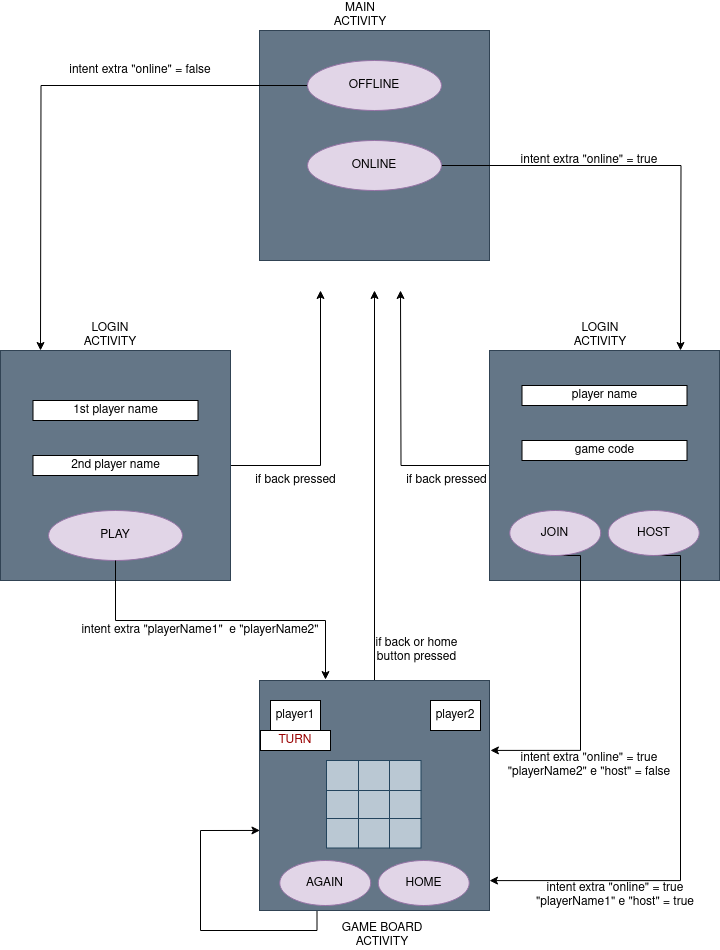 MAIN
ACTIVITY
intent extra "online" = false
OFFLINE
ONLINE
intent extra "online" = true
LOGIN
ACTIVITY
1st player name
2nd player name
PLAY
if back pressed
LOGIN
ACTIVITY
player name
game code
JOIN
HOST
if back pressed
intent extra "playerName1"  e "playerName2"
if back or home
button pressed
player1
TURN
player2
intent extra "online" = true
"playerName2" e "host" = false
AGAIN
HOME
intent extra "online" = true
"playerName1" e "host" = true
GAME BOARD
ACTIVITY